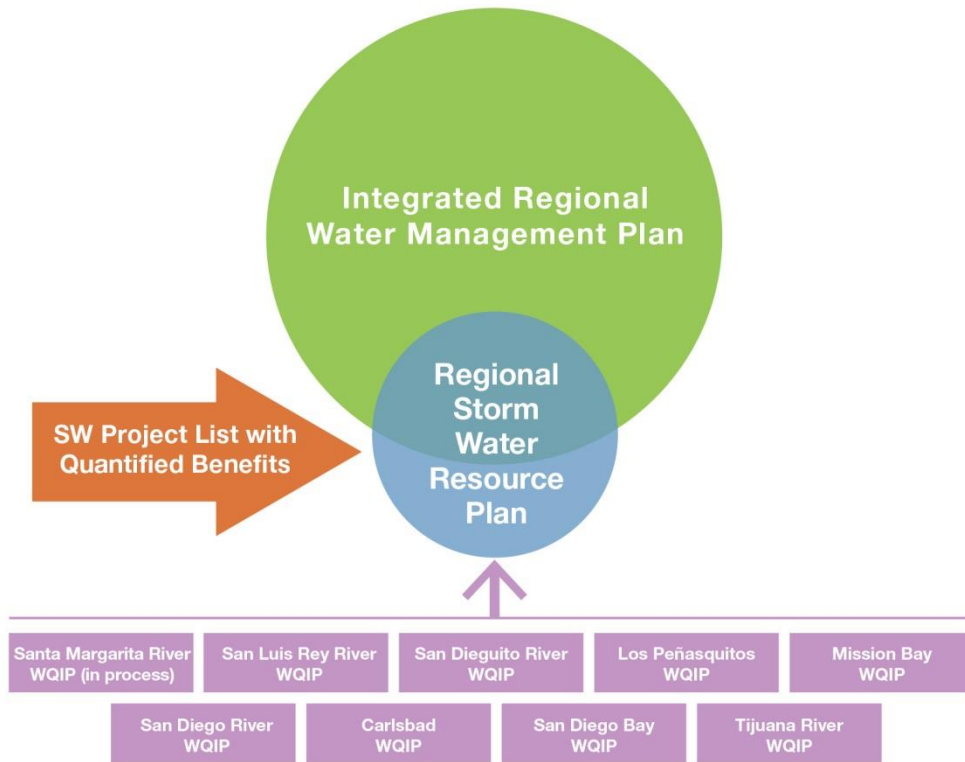 Integrated Regional
Water Management Plan
Regional
Storm
Water
Resource
Plan
SW Project List with
Quantified Benefits
Santa Margarita River
WQIP (in process)
San Luis Rey River
WQIP
San Dieguito River
WQIP
Los Peñasquitos
WQIP
Mission Bay
WQIP
San Diego River
WQIP
Carlsbad
WQIP
San Diego Bay
WQIP
Tijuana River
WQIP